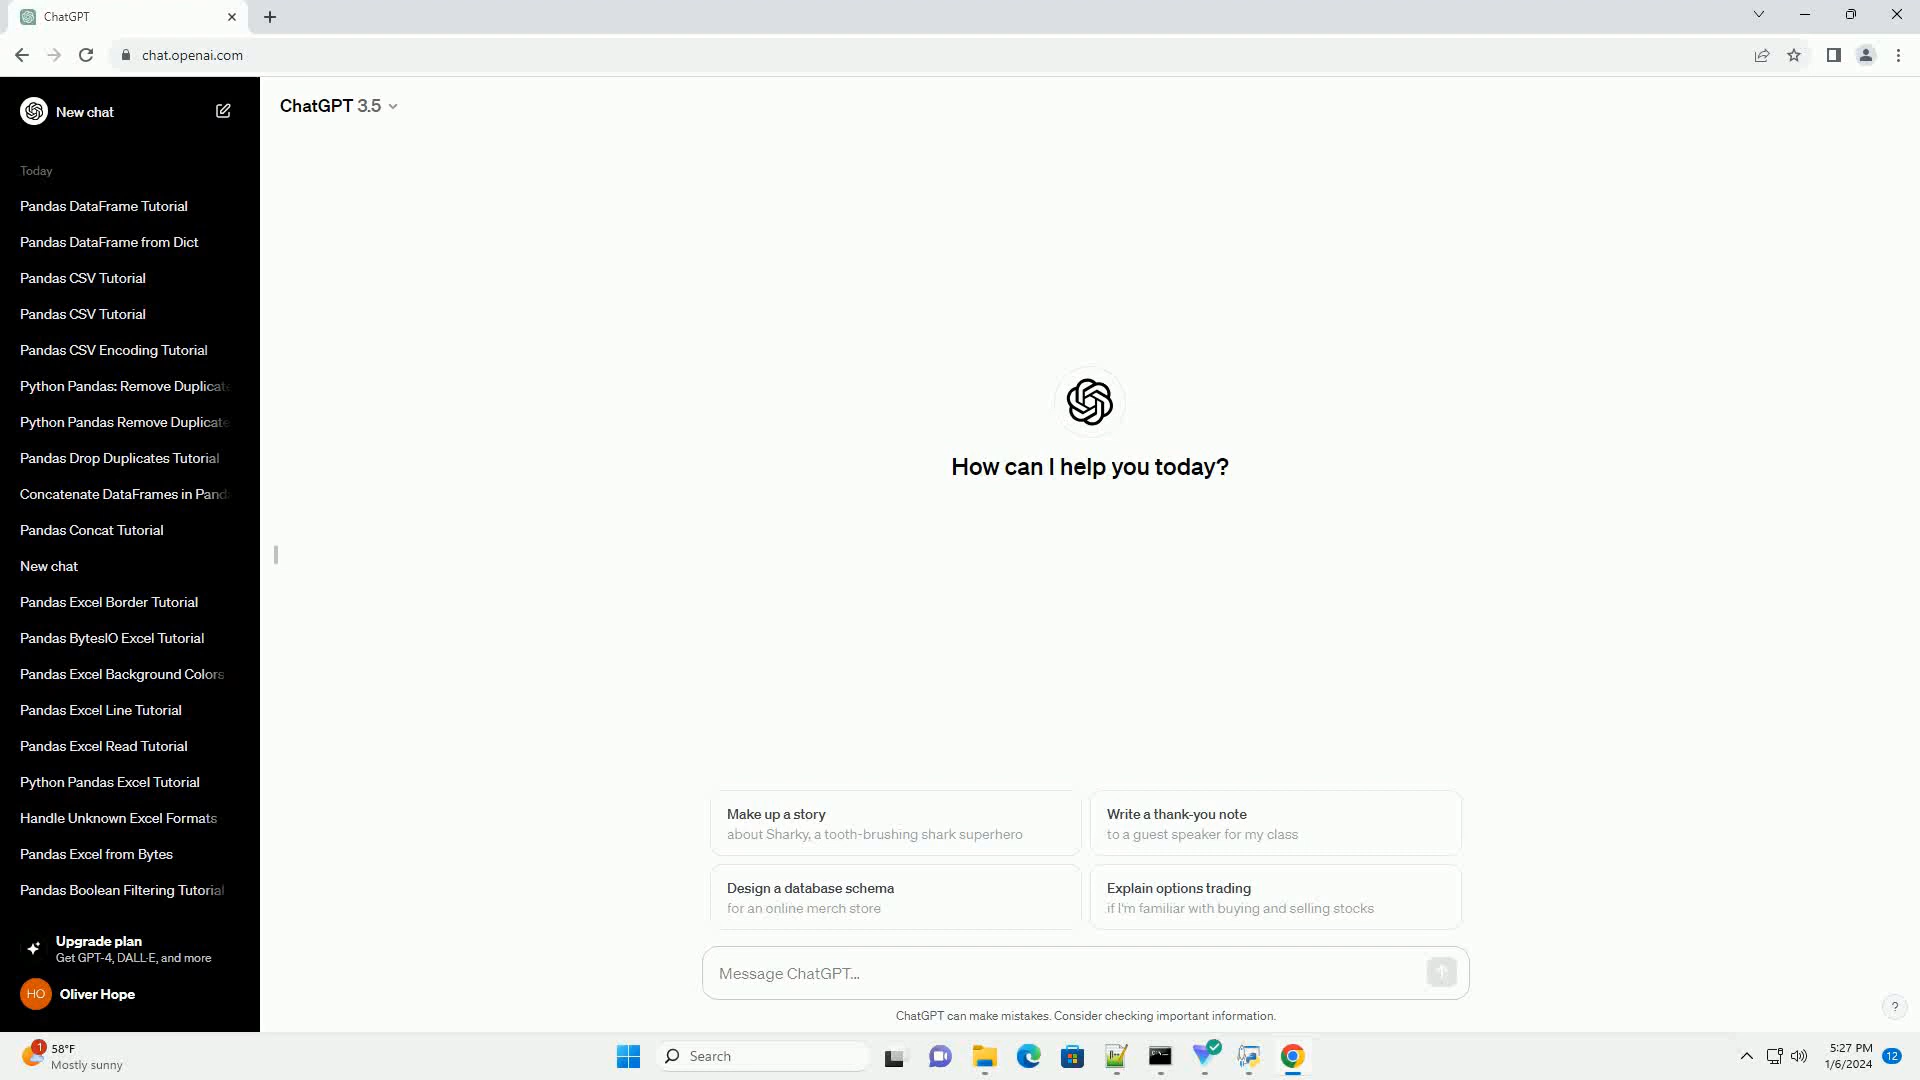 ChatGPT
chat.openai.com
New chat
ChatGPT 3.5
Today
Pandas DataFrame Tutorial
Pandas DataFrame from Dict
Pandas CSV Tutorial
Pandas CSV Tutorial
Pandas CSV Encoding Tutorial
Python Pandas: Remove Duplicate
Python Pandas Remove Duplicate
Pandas Drop Duplicates Tutorial
Concatenate DataFrames in Panda
Pandas Concat Tutorial
New chat
Pandas Excel Border Tutorial
Pandas BytesIO Excel Tutorial
Pandas Excel Background Colors
Pandas Excel Line Tutorial
Pandas Excel Read Tutorial
Python Pandas Excel Tutorial
Handle Unknown Excel Formats
Pandas Excel from Bytes
Pandas Boolean Filtering Tutorial
Upgrade plan
Get GPT-4, DALL·E, and more
HO
Oliver Hope
How can I help you today?
Make up a story
about Sharky, a tooth-brushing shark superhero
Write a thank-you note
to a guest speaker for my class
Design a database schema
for an online merch store
Explain options trading
if I'm familiar with buying and selling stocks
Message ChatGPT...
ChatGPT can make mistakes. Consider checking important information.
?
1
58°F
Mostly sunny
Search
5:27 PM
1/6/2024
12